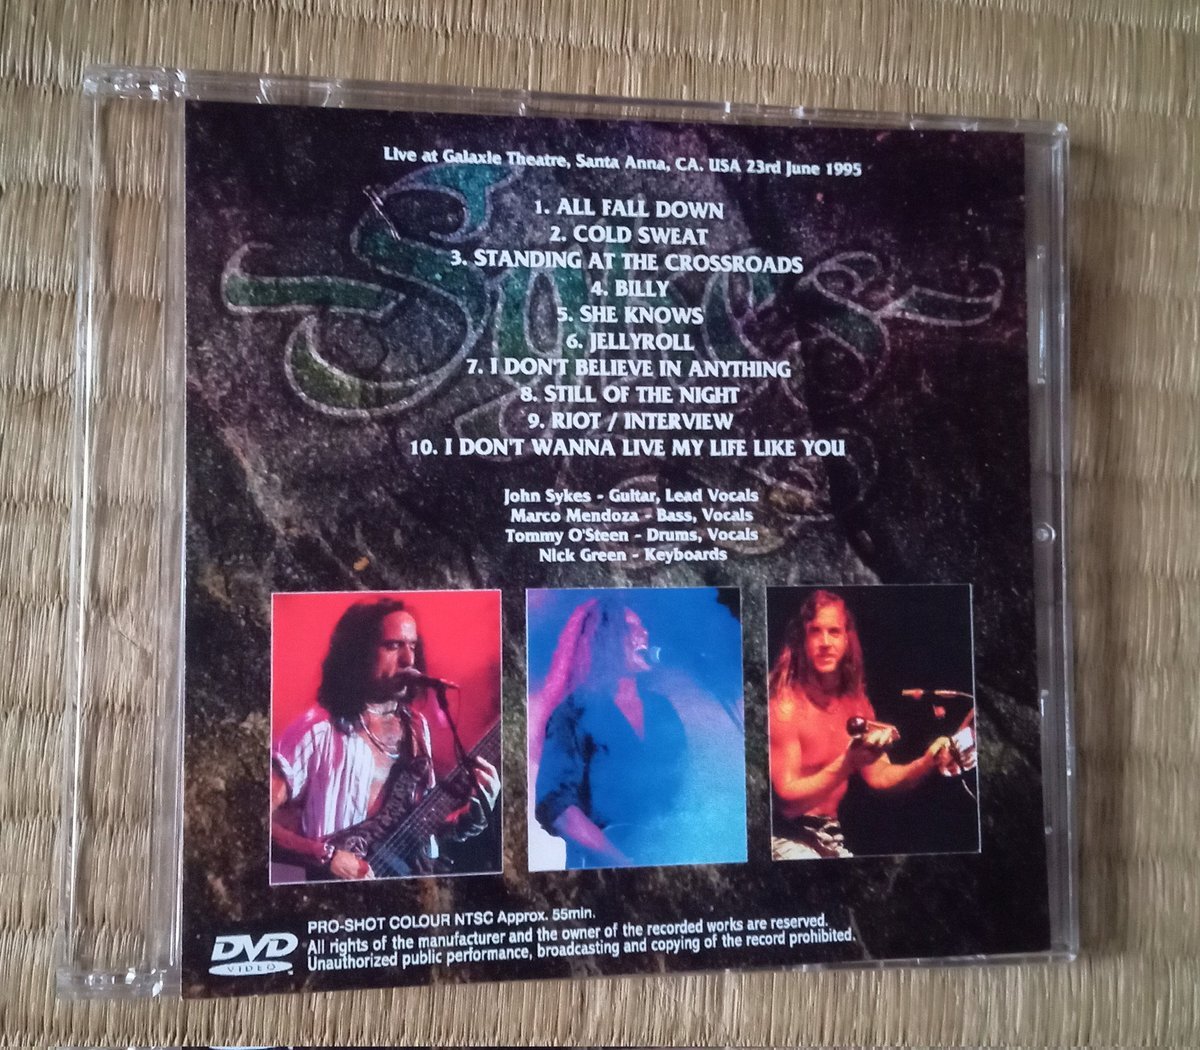 Live at Galaxie Theatre, Santa Anna, CA. USA 23rd June 1995
Sykes
1. ALL FALL DOWN
2. COLD SWEAT
3. STANDING AT THE CROSSROADS
4. BILLY
5. SHE KNOWS
6. JELLYROLL
7. I DON'T BELIEVE IN ANYTHING
8. STILL OF THE NIGHT
9. RIOT / INTERVIEW
10. I DON'T WANNA LIVE MY LIFE LIKE YOU
John Sykes - Guitar, Lead Vocals
Marco Mendoza - Bass, Vocals
Tommy O'Steen - Drums, Vocals
Nick Green - Keyboards
PRO-SHOT COLOUR NTSC Approx. 55min.
All rights of the manufacturer and the owner of the recorded works are reserved.
Unauthorized public performance, broadcasting and copying of the record prohibited.
DVD
VIDEO